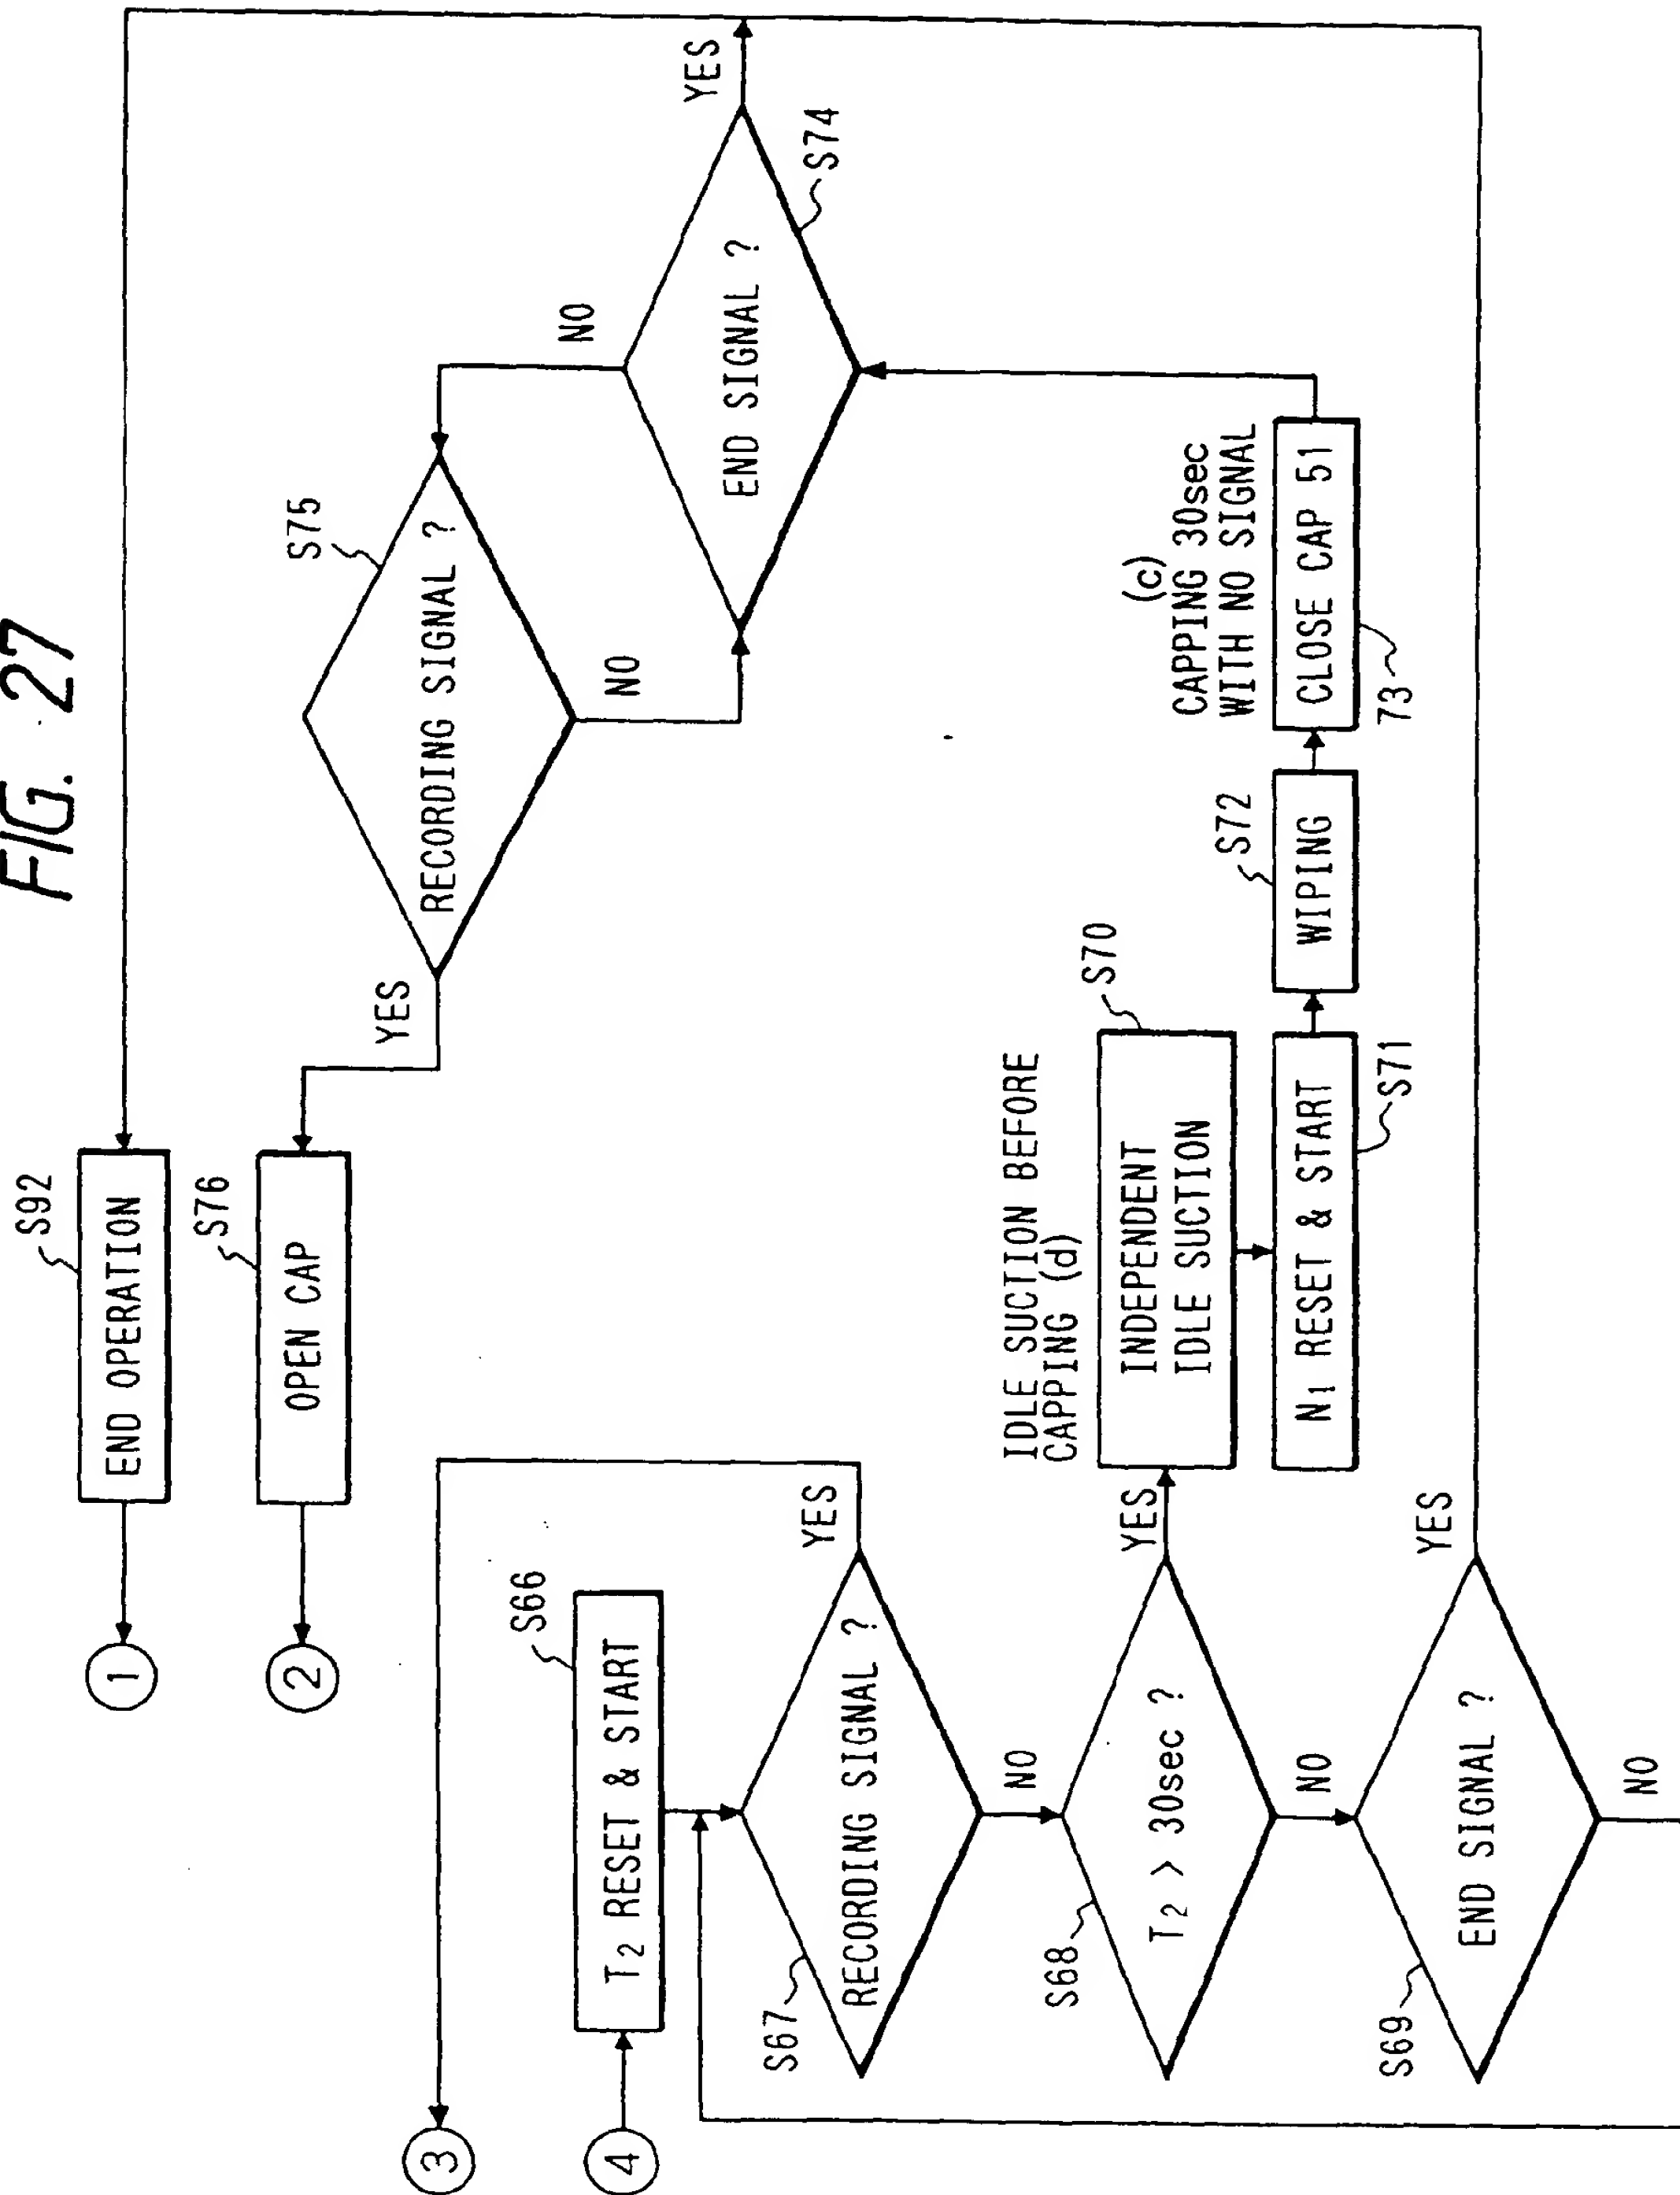 FIG. 27
S92
END OPERATION
1
S76
OPEN CAP
2
S75
RECORDING SIGNAL ?
YES
NO
S74
END SIGNAL ?
YES
NO
3
4
S66
T2 RESET & START
S67
RECORDING SIGNAL ?
YES
NO
S68
T2 > 30sec ?
YES
NO
S69
END SIGNAL ?
YES
NO
IDLE SUCTION BEFORE
CAPPING (d)
S70
INDEPENDENT
IDLE SUCTION
N1 RESET & START
S71
S72
WIPING
(c)
CAPPING 30sec
WITH NO SIGNAL
CLOSE CAP 51
73